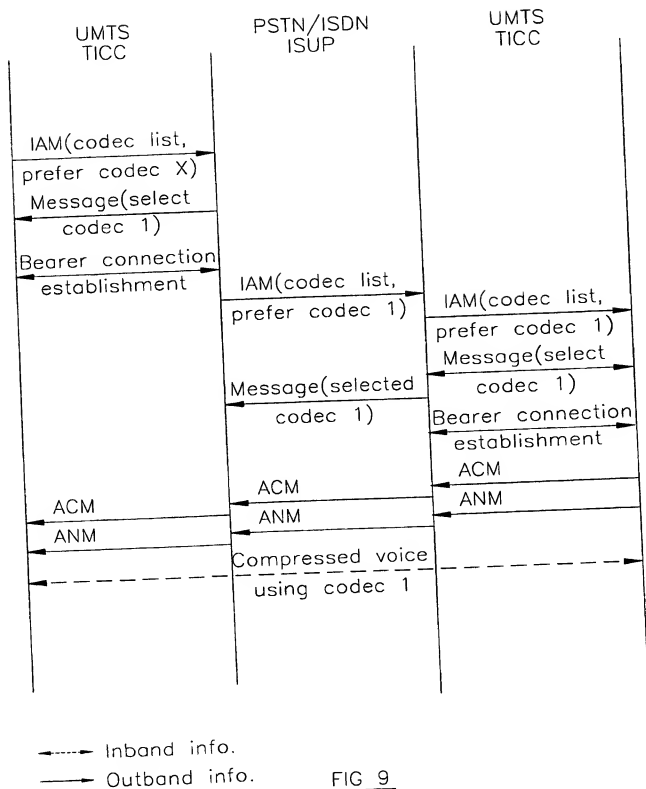 UMTS
TICC
PSTN/ISDN
ISUP
UMTS
TICC
IAM(codec list,
prefer codec X)
Message(select
codec 1)
Bearer connection
establishment
IAM(codec list,
prefer codec 1)
IAM(codec list,
prefer codec 1)
Message(select
codec 1)
Message(selected
codec 1)
Bearer connection
establishment
ACM
ANM
ACM
ANM
ACM
ANM
Compressed voice
using codec 1
Inband info.
Outband info.
FIG 9